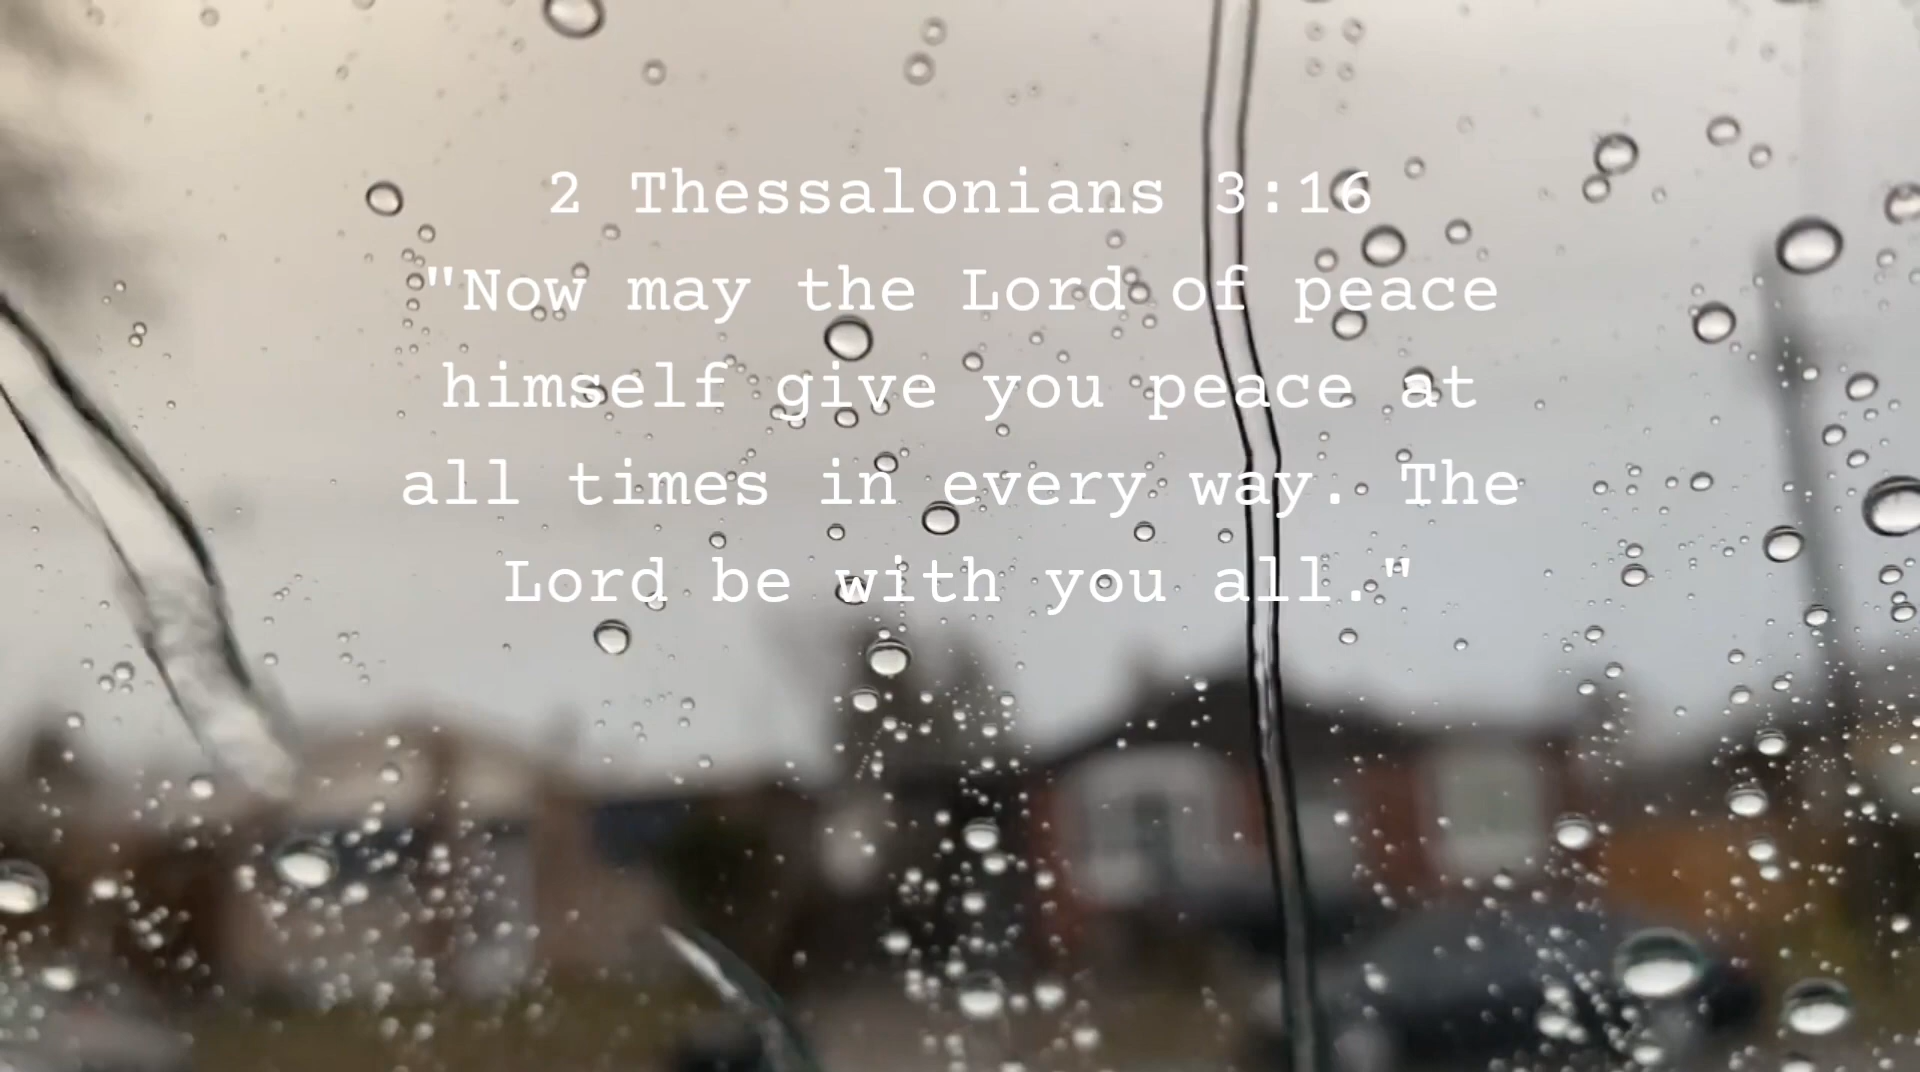 2 Thessalonians 3:16
"Now may the Lord of peace
himself give you peace at
all times in every way. The
Lord be with you all."